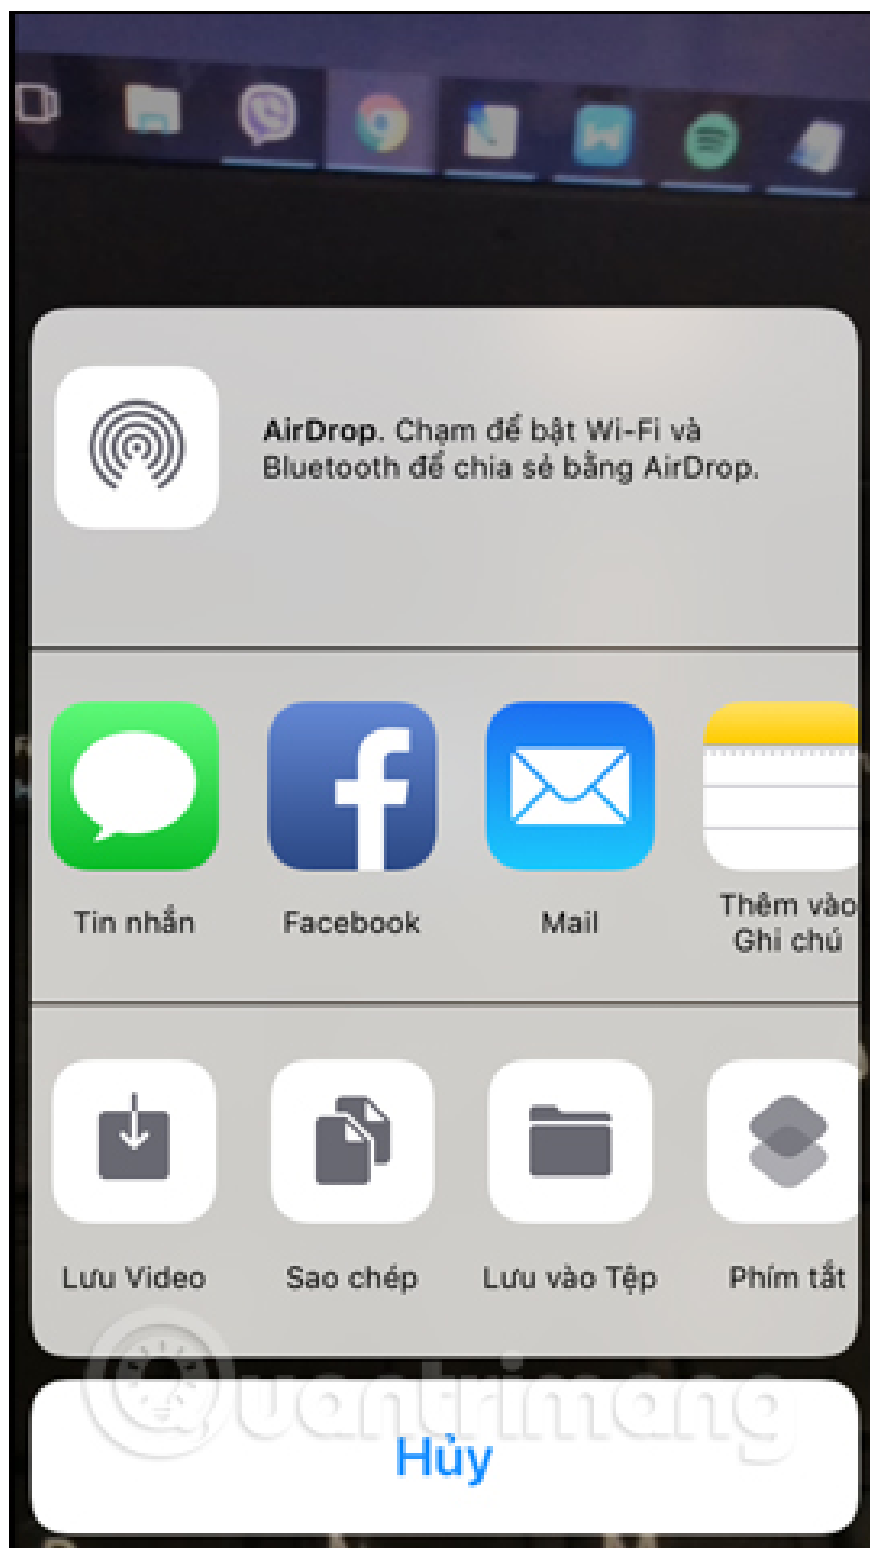 AirDrop. Chạm để bật Wi-Fi và
Bluetooth để chia sẻ bằng AirDrop.
Tin nhắn
Facebook
Mail
Thêm vào
Ghi chú
Lưu Video
Sao chép
Lưu vào Tệp
Phím tắt
Quantrimang
Hủy